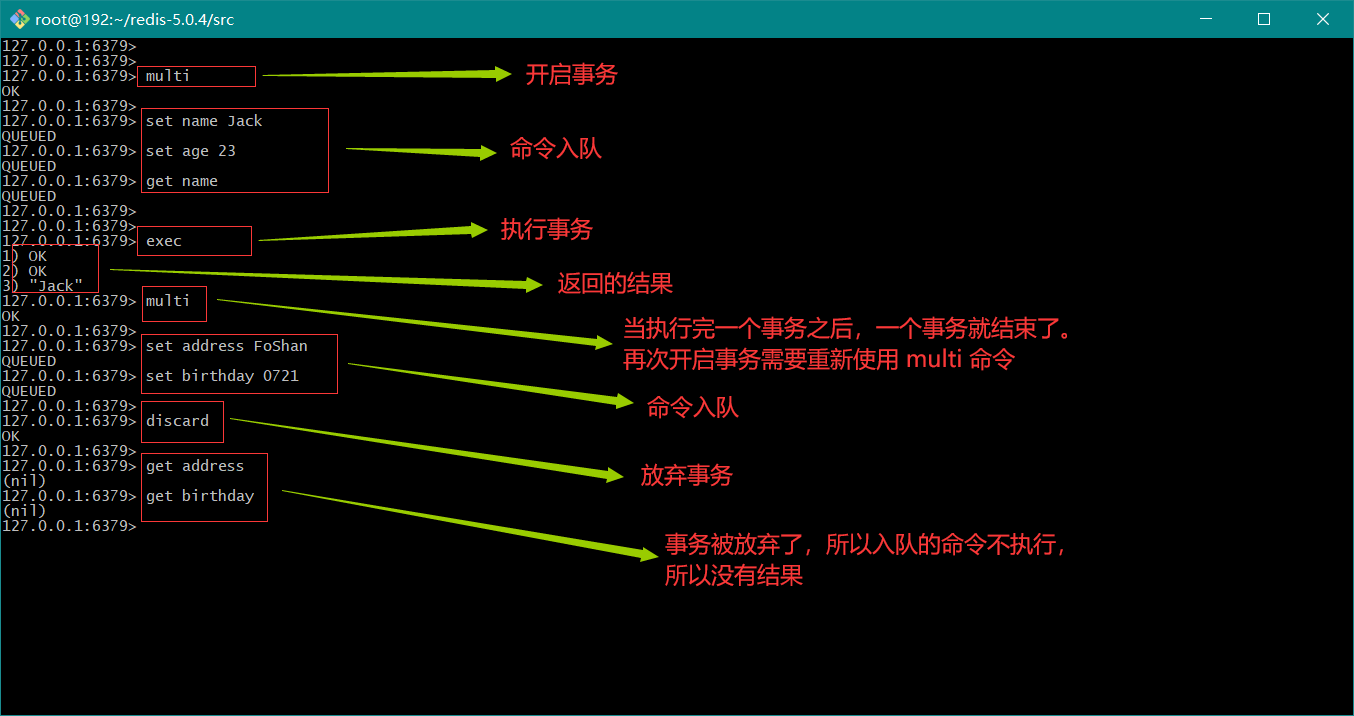 root@192:~/redis-5.0.4/src
127.0.0.1:6379>
127.0.0.1:6379>
127.0.0.1:6379> multi
开启事务
OK
127.0.0.1:6379>
127.0.0.1:6379> set name Jack
QUEUED
127.0.0.1:6379> set age 23
命令入队
QUEUED
127.0.0.1:6379> get name
QUEUED
127.0.0.1:6379>
127.0.0.1:6379>
127.0.0.1:6379> exec
执行事务
1) OK
2) OK
3) "Jack"
返回的结果
127.0.0.1:6379> multi
OK
当执行完一个事务之后，一个事务就结束了。
再次开启事务需要重新使用 multi 命令
127.0.0.1:6379>
127.0.0.1:6379> set address FoShan
QUEUED
127.0.0.1:6379> set birthday 0721
QUEUED
命令入队
127.0.0.1:6379>
127.0.0.1:6379> discard
OK
放弃事务
127.0.0.1:6379>
127.0.0.1:6379> get address
(nil)
127.0.0.1:6379> get birthday
(nil)
127.0.0.1:6379>
事务被放弃了，所以入队的命令不执行，
所以没有结果